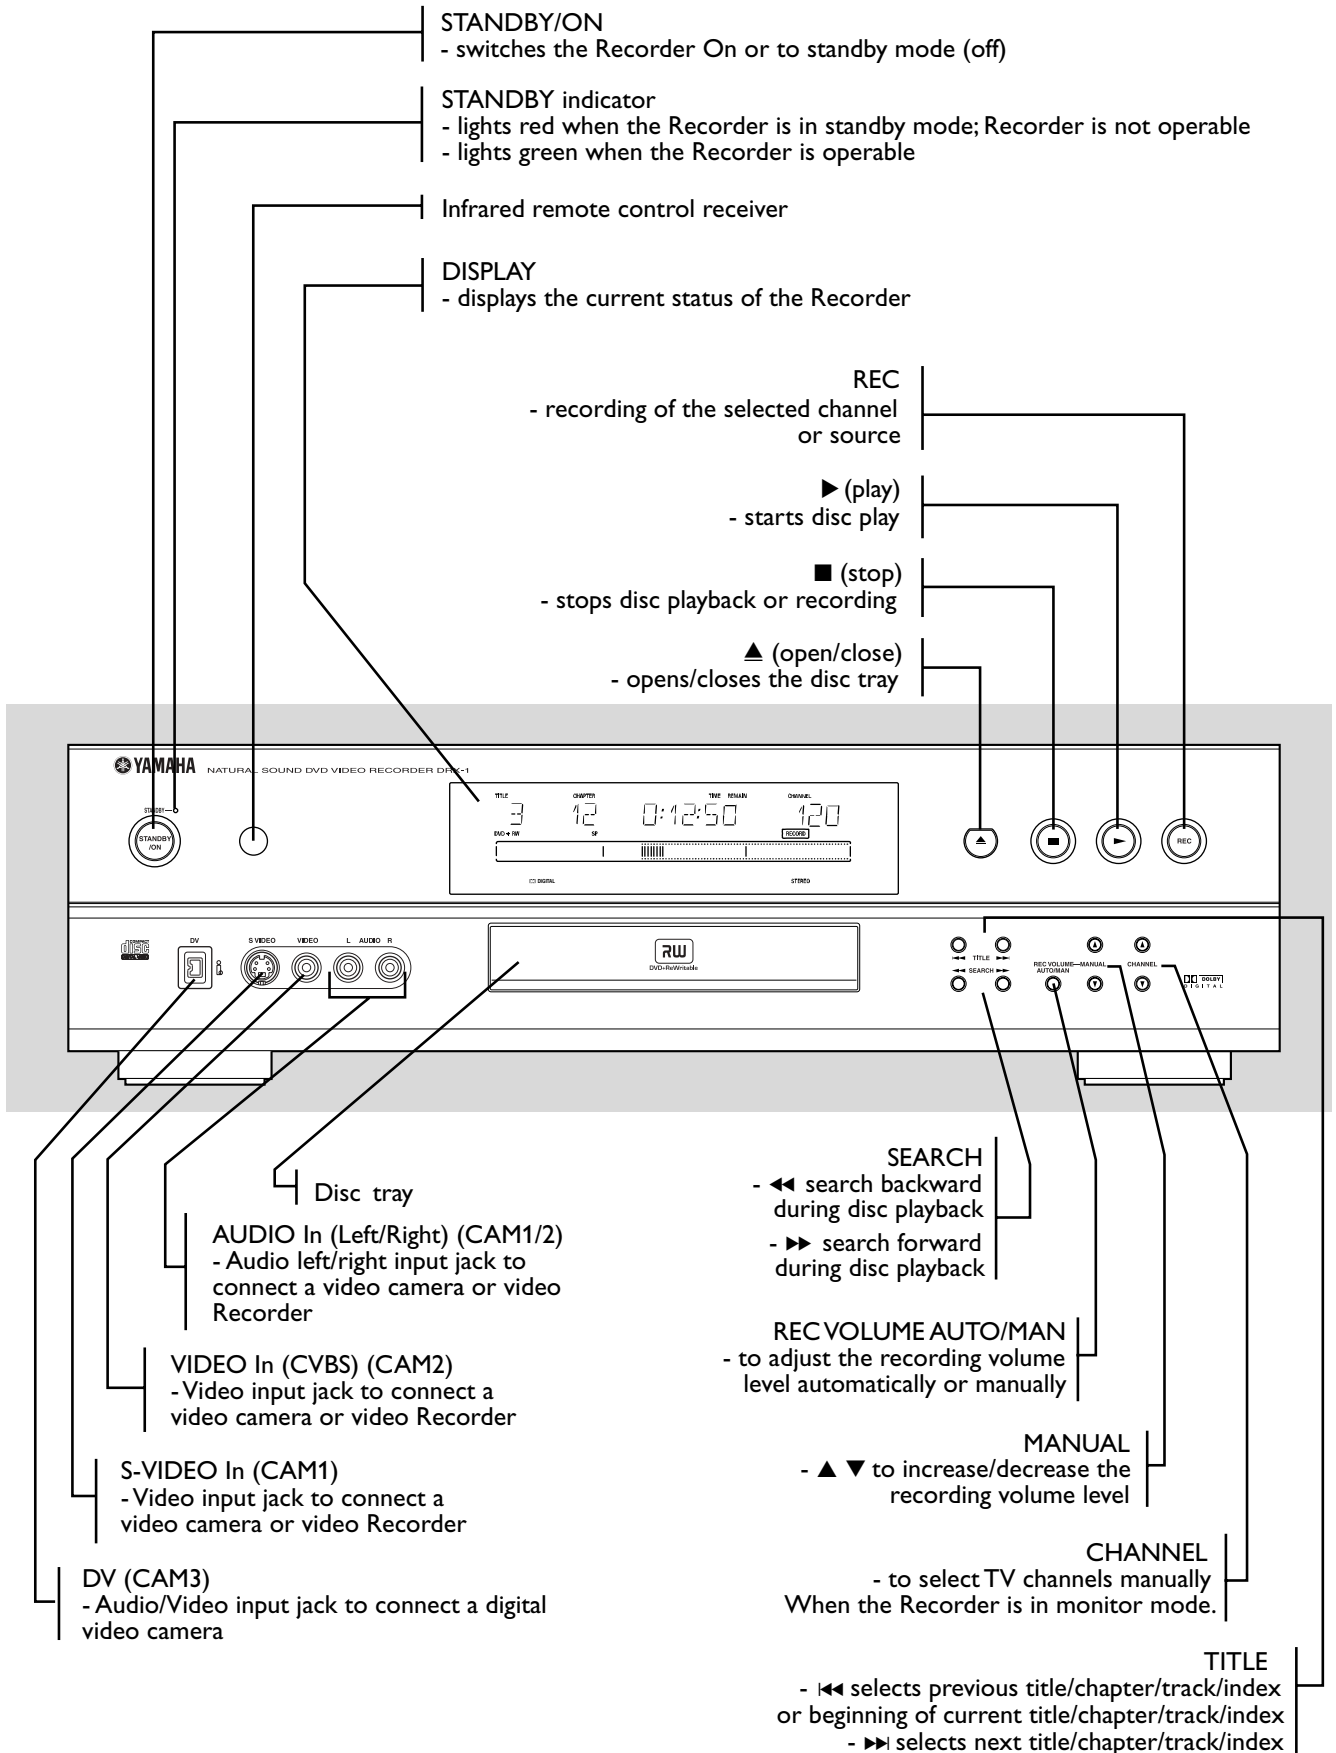 STANDBY/ON
- switches the Recorder On or to standby mode (off)
STANDBY indicator
- lights red when the Recorder is in standby mode; Recorder is not operable
- lights green when the Recorder is operable
Infrared remote control receiver
DISPLAY
- displays the current status of the Recorder
REC
- recording of the selected channel
or source
▶ (play)
- starts disc play
■ (stop)
- stops disc playback or recording
≜ (open/close)
- opens/closes the disc tray
YAMAHA NATURAL SOUND DVD VIDEO RECORDER DRX-1
STANDBY
STANDBY
/ON
TITLE CHAPTER TIME REMAIN CHANNEL
3 12 0:12:50 120
DVD+RW SP RECORD
DIGITAL STEREO
REC
COMPACT
disc
DV S VIDEO VIDEO L AUDIO R
RW
DVD+ReWritable
⏮ TITLE ⏭
◀◀ SEARCH ▶▶
REC VOLUME—MANUAL
AUTO/MAN
CHANNEL
DOLBY
DIGITAL
Disc tray
AUDIO In (Left/Right) (CAM1/2)
- Audio left/right input jack to
connect a video camera or video
Recorder
VIDEO In (CVBS) (CAM2)
- Video input jack to connect a
video camera or video Recorder
S-VIDEO In (CAM1)
- Video input jack to connect a
video camera or video Recorder
DV (CAM3)
- Audio/Video input jack to connect a digital
video camera
SEARCH
- ◀◀ search backward
during disc playback
- ▶▶ search forward
during disc playback
REC VOLUME AUTO/MAN
- to adjust the recording volume
level automatically or manually
MANUAL
- ▲ ▼ to increase/decrease the
recording volume level
CHANNEL
- to select TV channels manually
When the Recorder is in monitor mode.
TITLE
- ⏮ selects previous title/chapter/track/index
or beginning of current title/chapter/track/index
- ⏭ selects next title/chapter/track/index